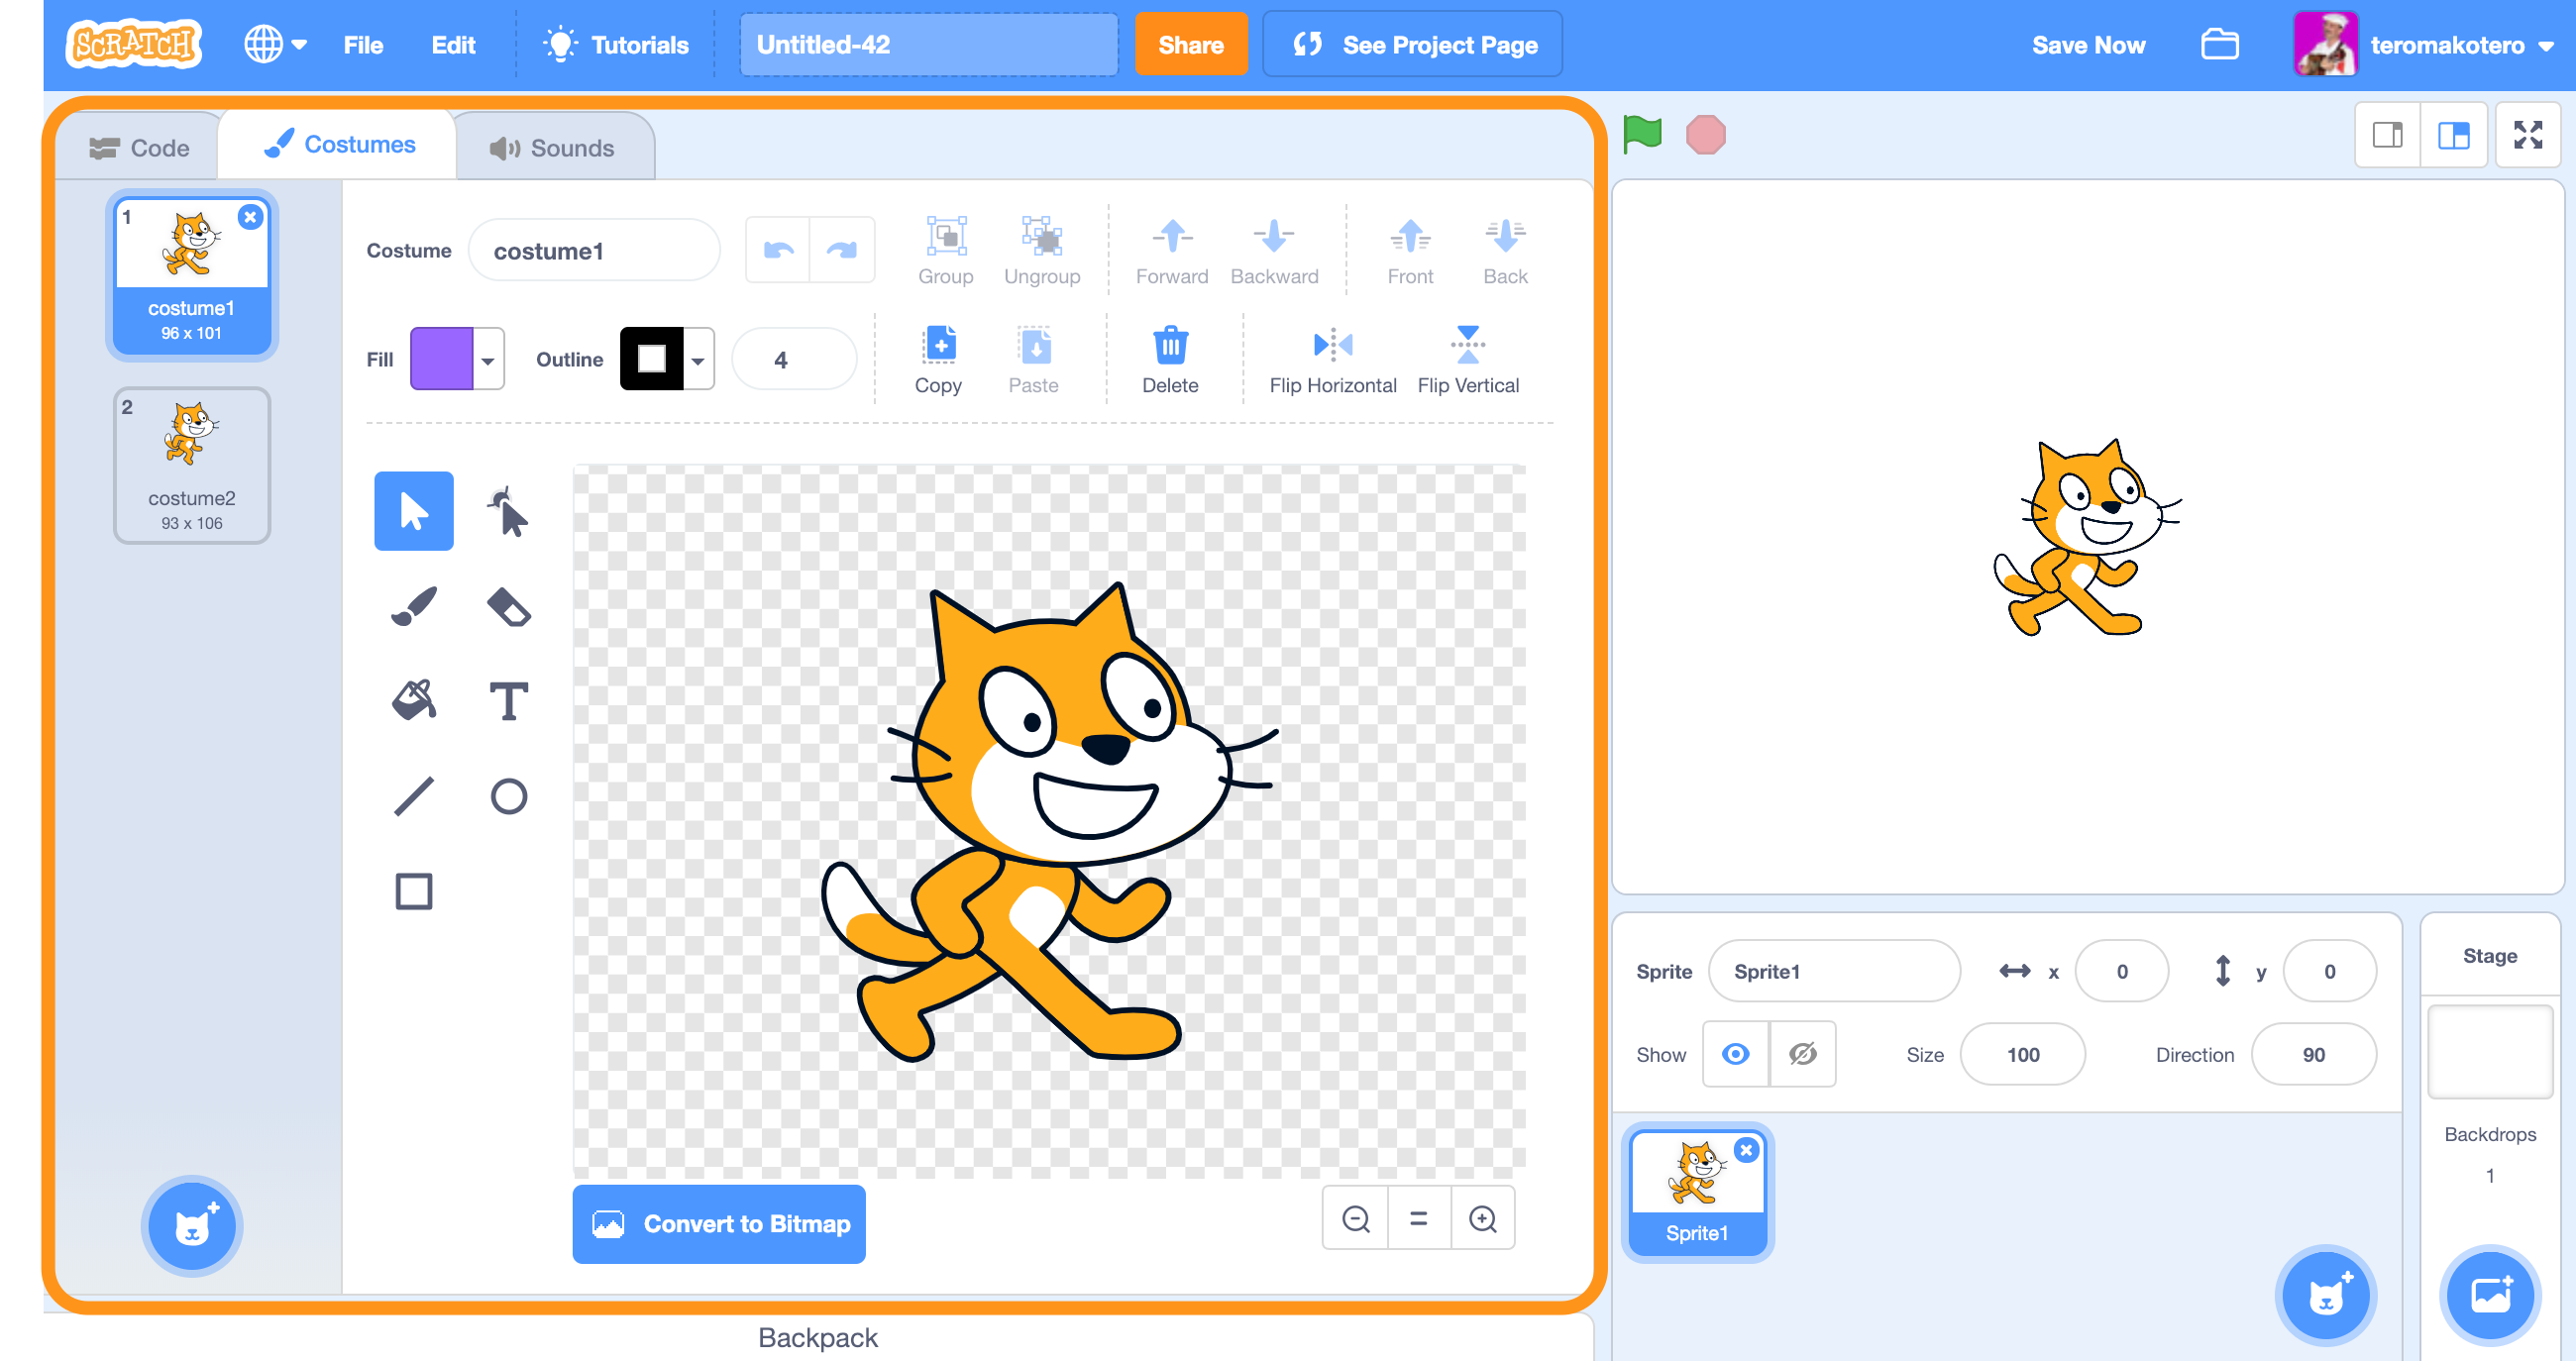 SCRATCH File Edit Tutorials Untitled-42 Share See Project Page Save Now teromakotero
Code Costumes Sounds
1
costume1
96 x 101
2
costume2
93 x 106
Costume costume1 Group Ungroup Forward Backward Front Back
Fill Outline 4 Copy Paste Delete Flip Horizontal Flip Vertical
T
Convert to Bitmap =
Backpack
Sprite Sprite1 x 0 y 0
Show Size 100 Direction 90
Sprite1
Stage
Backdrops
1